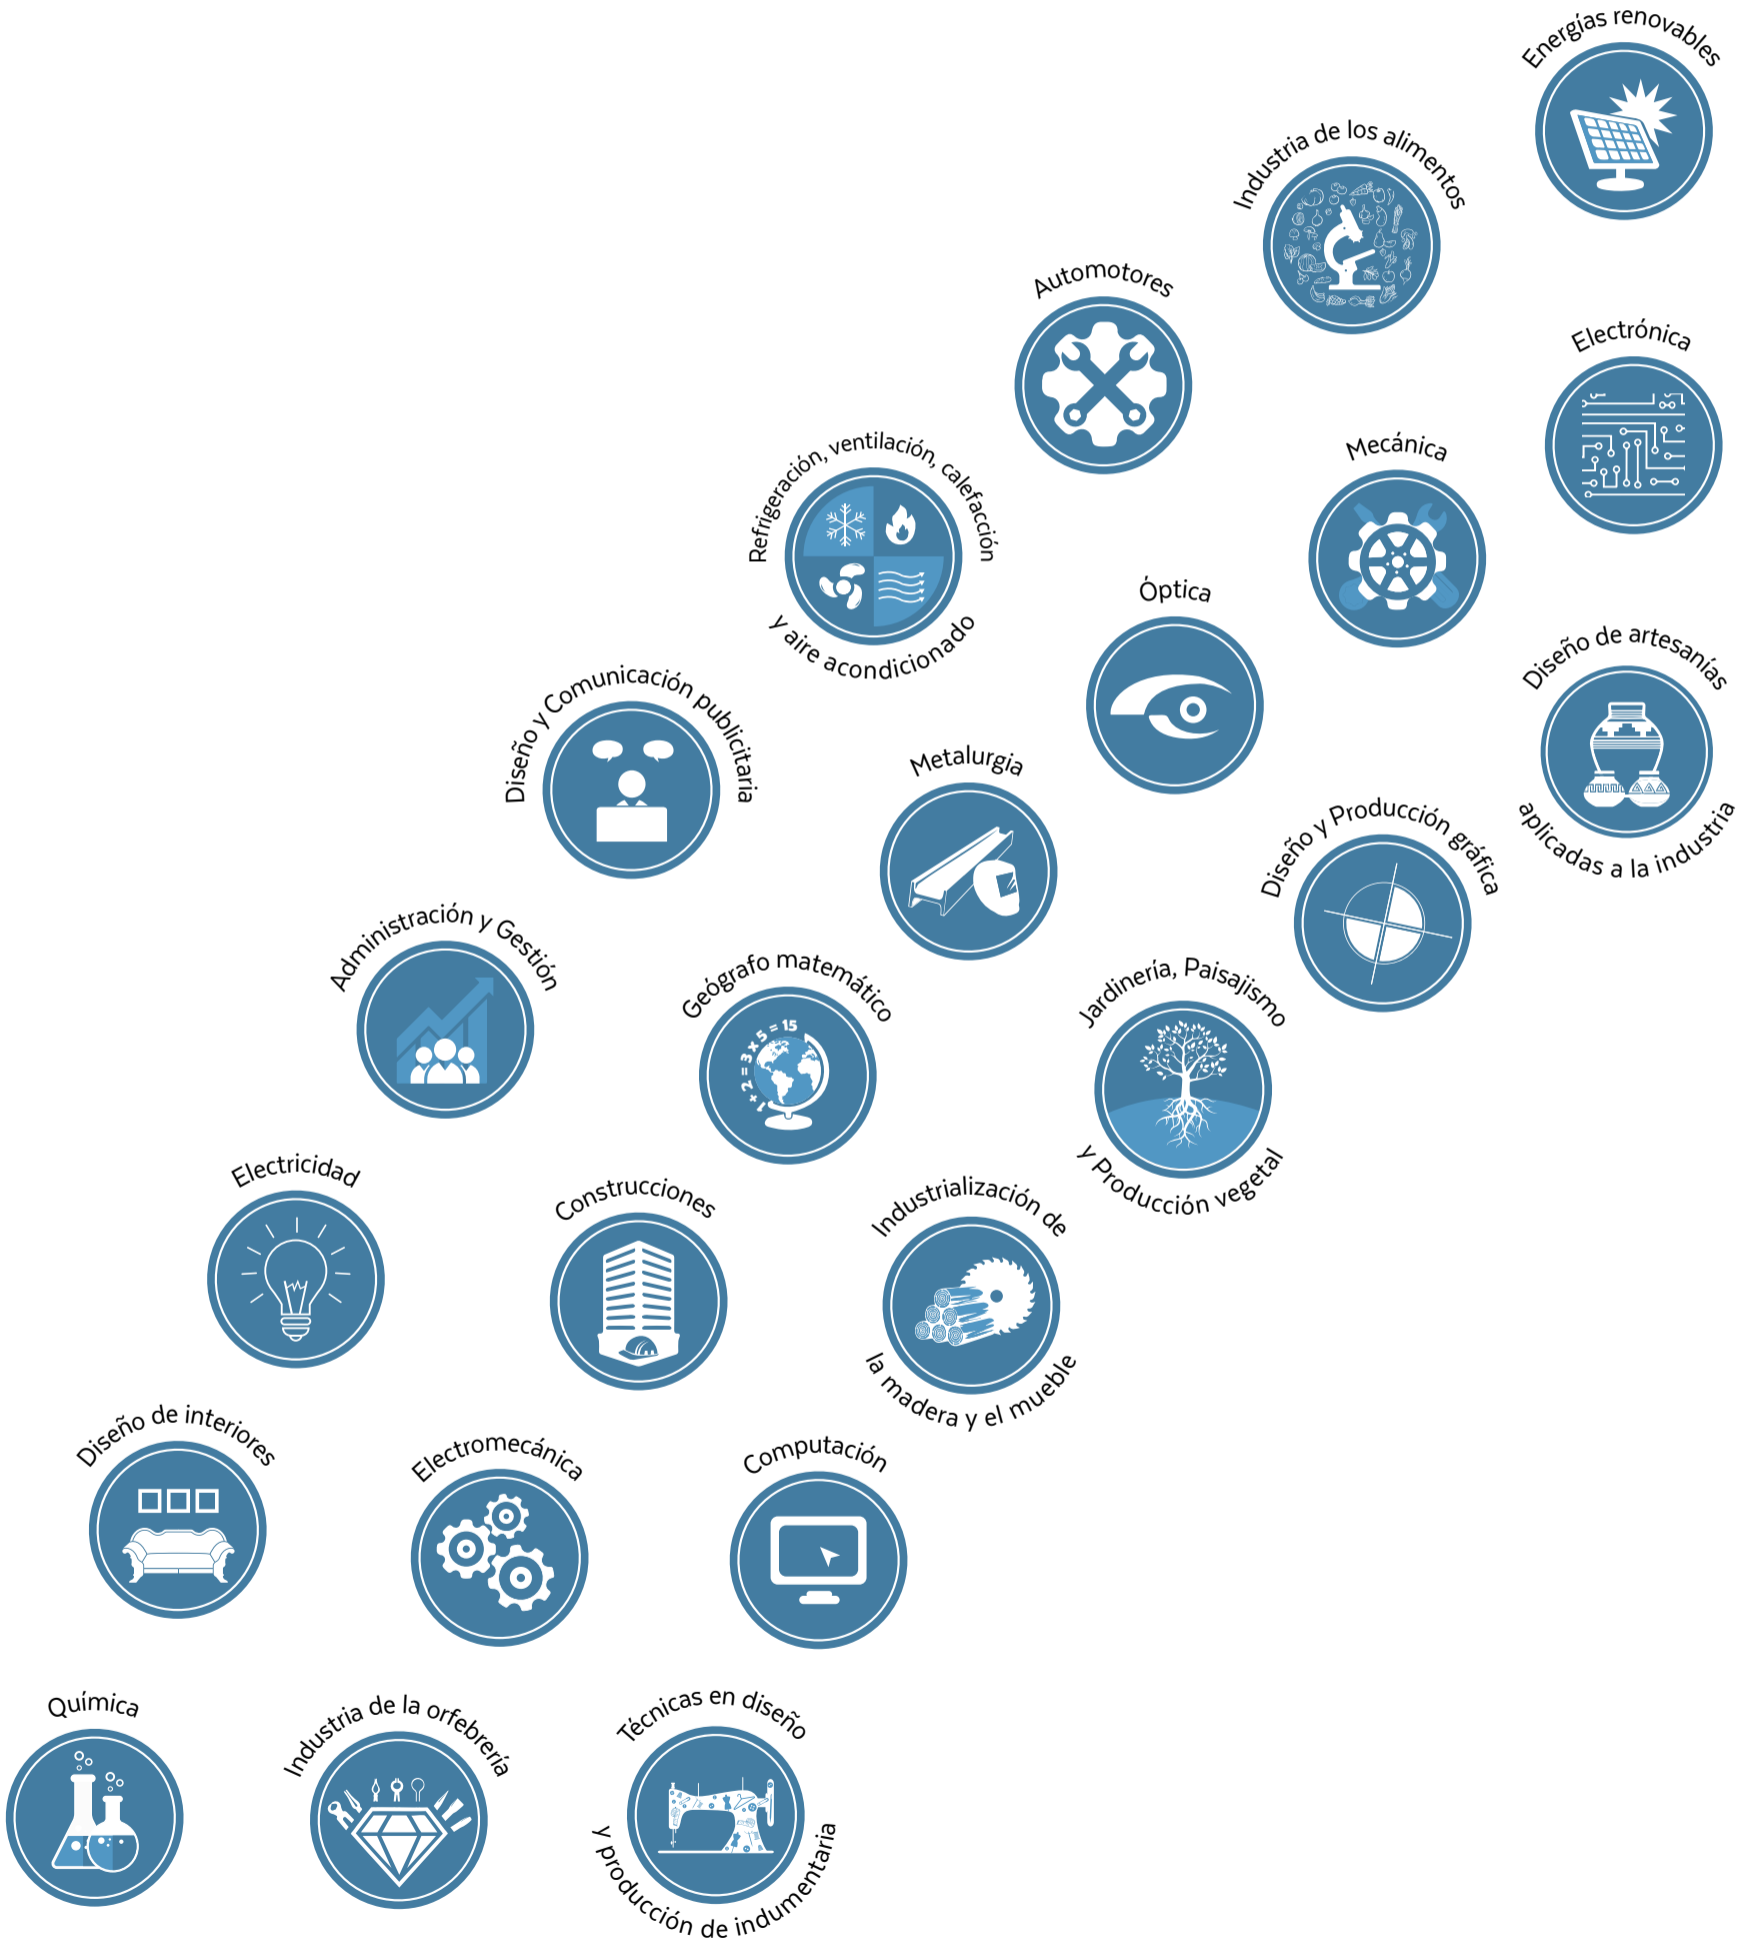 Energías renovables
Industria de los alimentos
Automotores
Electrónica
Refrigeración, ventilación, calefacción
y aire acondicionado
Mecánica
Óptica
Diseño de artesanías
aplicadas a la industria
Diseño y Comunicación publicitaria
Metalurgia
Diseño y Producción gráfica
Administración y Gestión
Geógrafo matemático
1 + 2 = 3 x 5 = 15
Jardinería, Paisajismo
y Producción vegetal
Electricidad
Construcciones
Industrialización de
la madera y el mueble
Diseño de interiores
Electromecánica
Computación
Química
Industria de la orfebrería
Técnicas en diseño
y producción de indumentaria